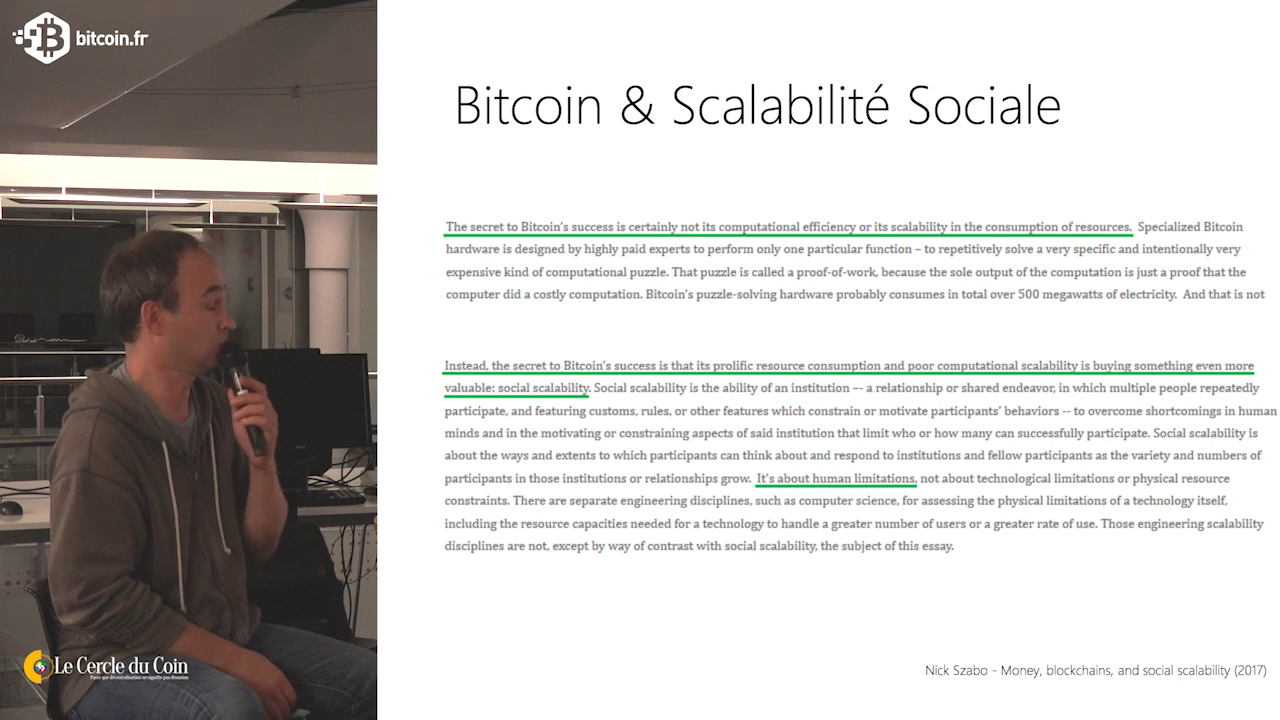 bitcoin.fr
Bitcoin & Scalabilité Sociale
The secret to Bitcoin's success is certainly not its computational efficiency or its scalability in the consumption of resources. Specialized Bitcoin
hardware is designed by highly paid experts to perform only one particular function – to repetitively solve a very specific and intentionally very
expensive kind of computational puzzle. That puzzle is called a proof-of-work, because the sole output of the computation is just a proof that the
computer did a costly computation. Bitcoin's puzzle-solving hardware probably consumes in total over 500 megawatts of electricity. And that is not
Instead, the secret to Bitcoin's success is that its prolific resource consumption and poor computational scalability is buying something even more
valuable: social scalability. Social scalability is the ability of an institution –- a relationship or shared endeavor, in which multiple people repeatedly
participate, and featuring customs, rules, or other features which constrain or motivate participants' behaviors -- to overcome shortcomings in human
minds and in the motivating or constraining aspects of said institution that limit who or how many can successfully participate. Social scalability is
about the ways and extents to which participants can think about and respond to institutions and fellow participants as the variety and numbers of
participants in those institutions or relationships grow. It's about human limitations, not about technological limitations or physical resource
constraints. There are separate engineering disciplines, such as computer science, for assessing the physical limitations of a technology itself,
including the resource capacities needed for a technology to handle a greater number of users or a greater rate of use. Those engineering scalability
disciplines are not, except by way of contrast with social scalability, the subject of this essay.
Le Cercle du Coin
Parce que décentralisation ne signifie pas désunion
Nick Szabo - Money, blockchains, and social scalability (2017)